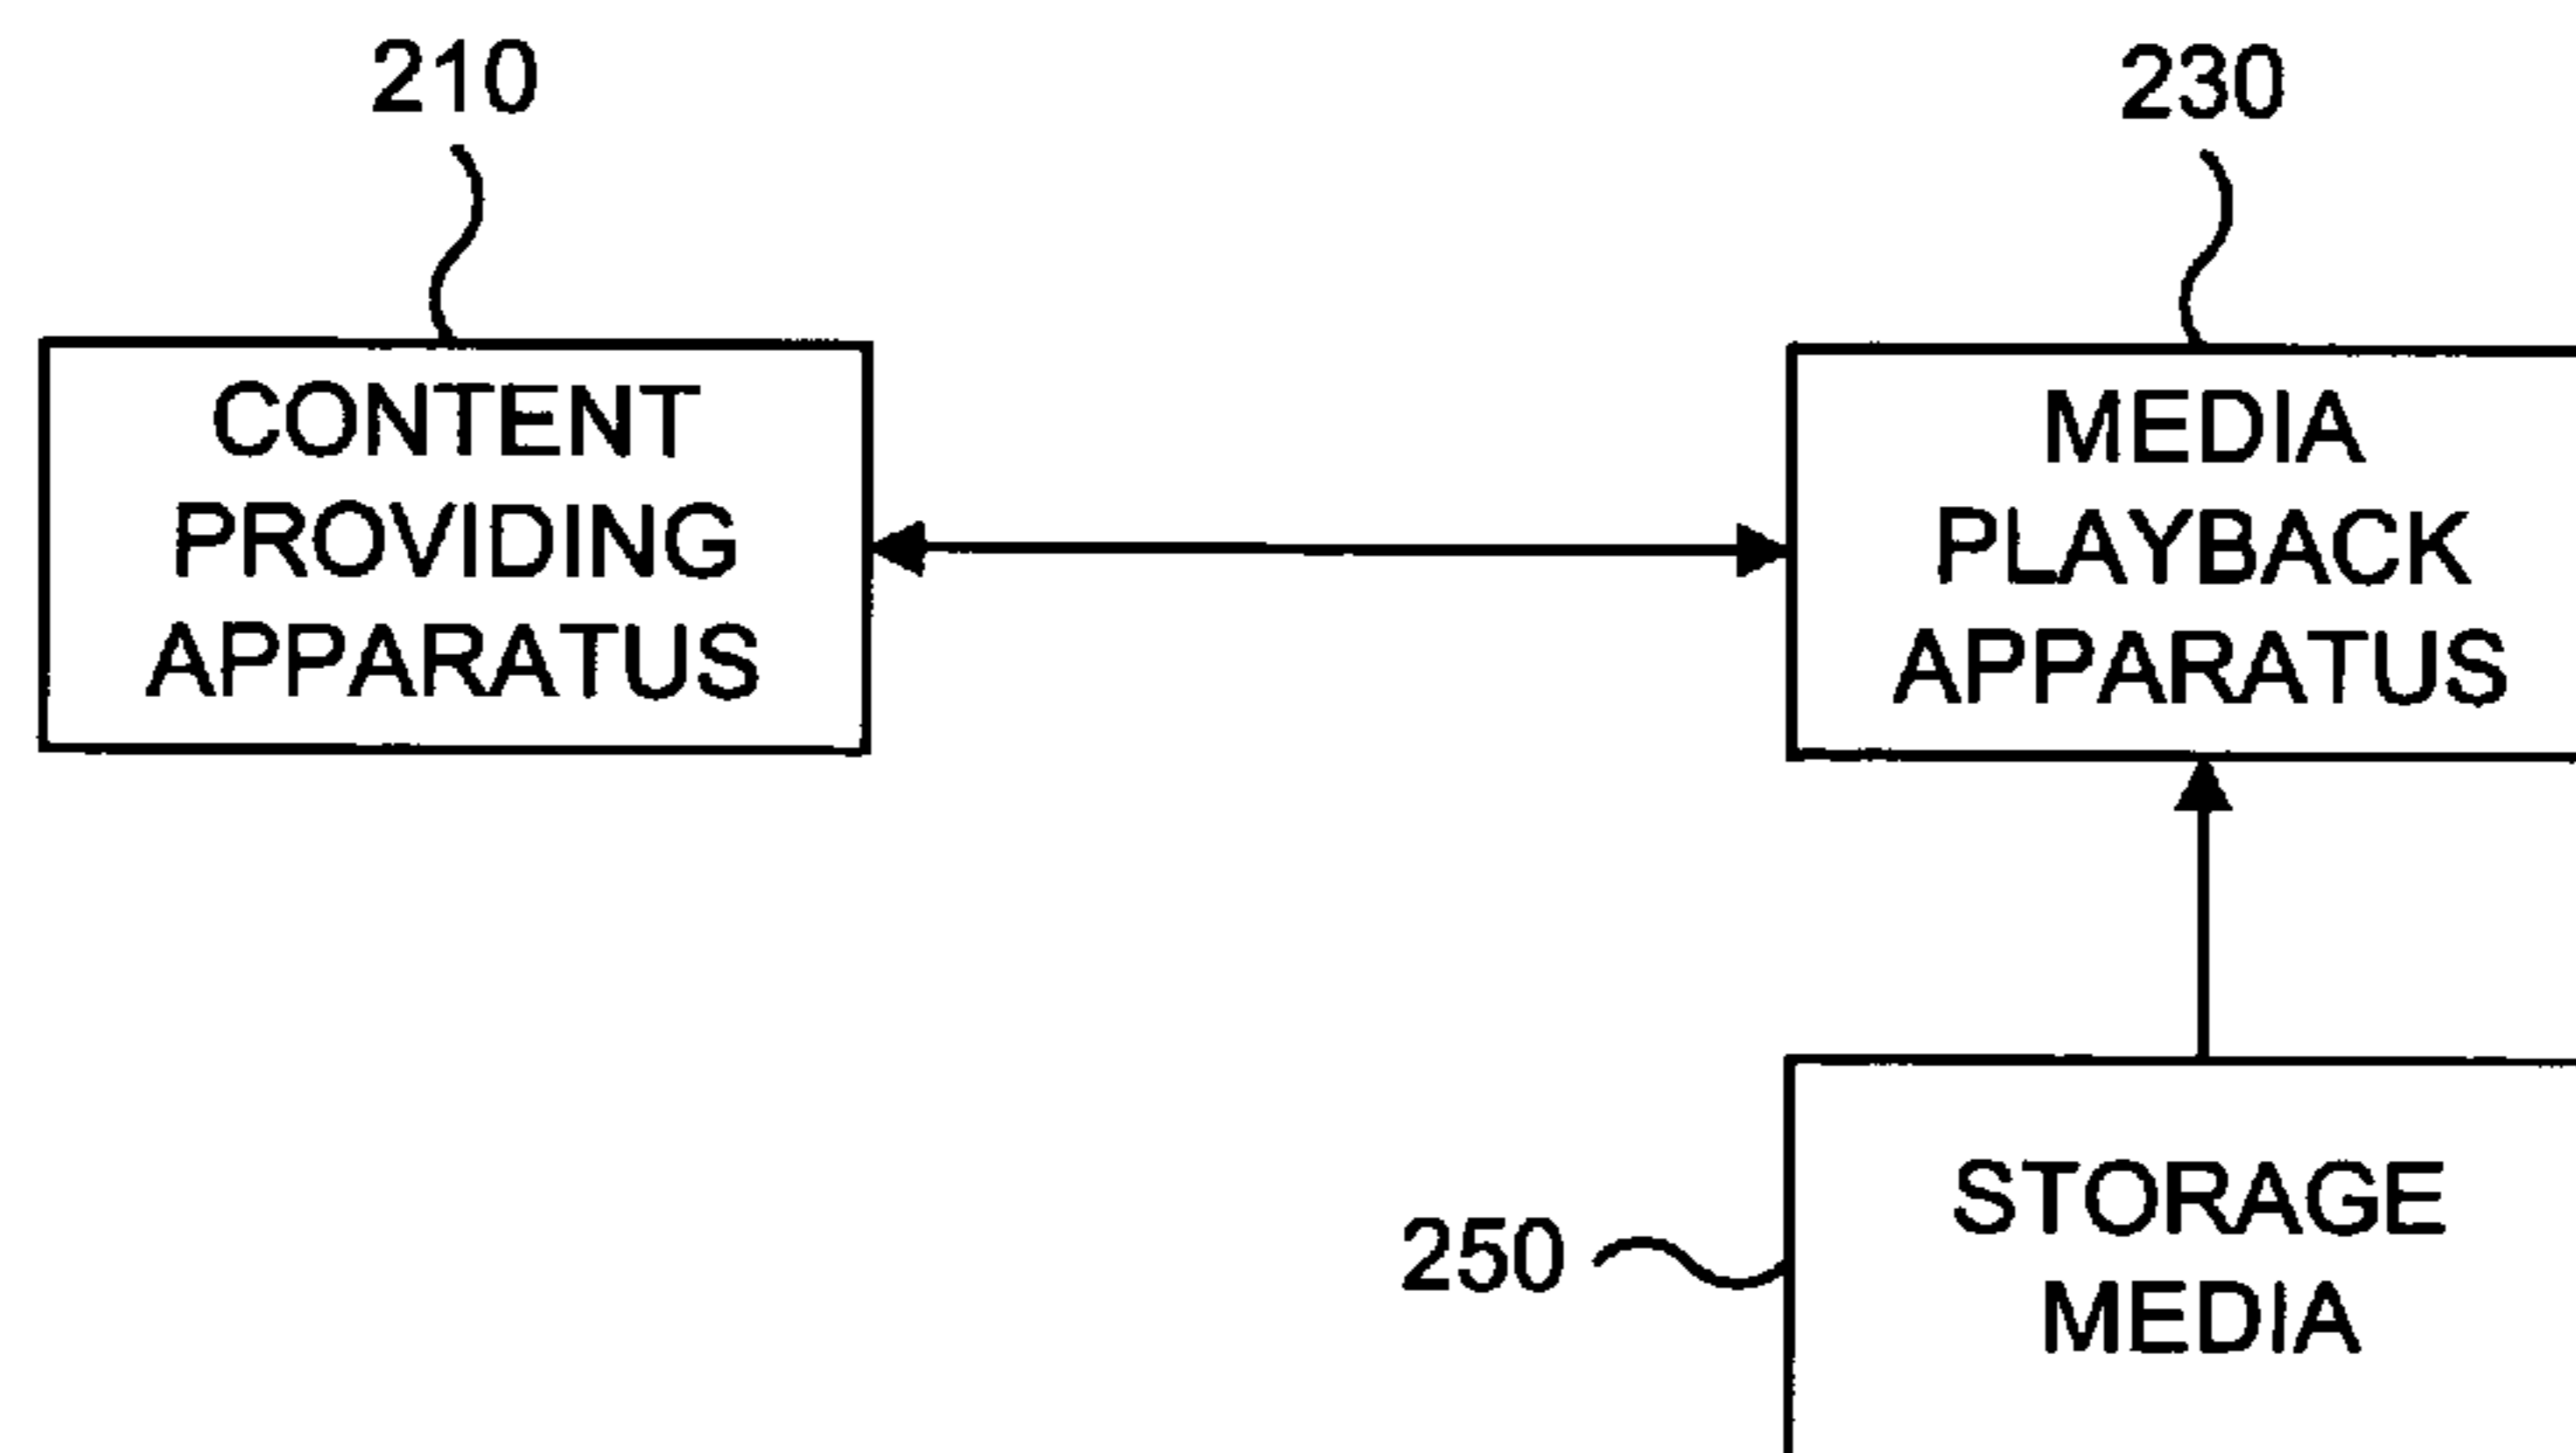 210
CONTENT
PROVIDING
APPARATUS
230
MEDIA
PLAYBACK
APPARATUS
250
STORAGE
MEDIA